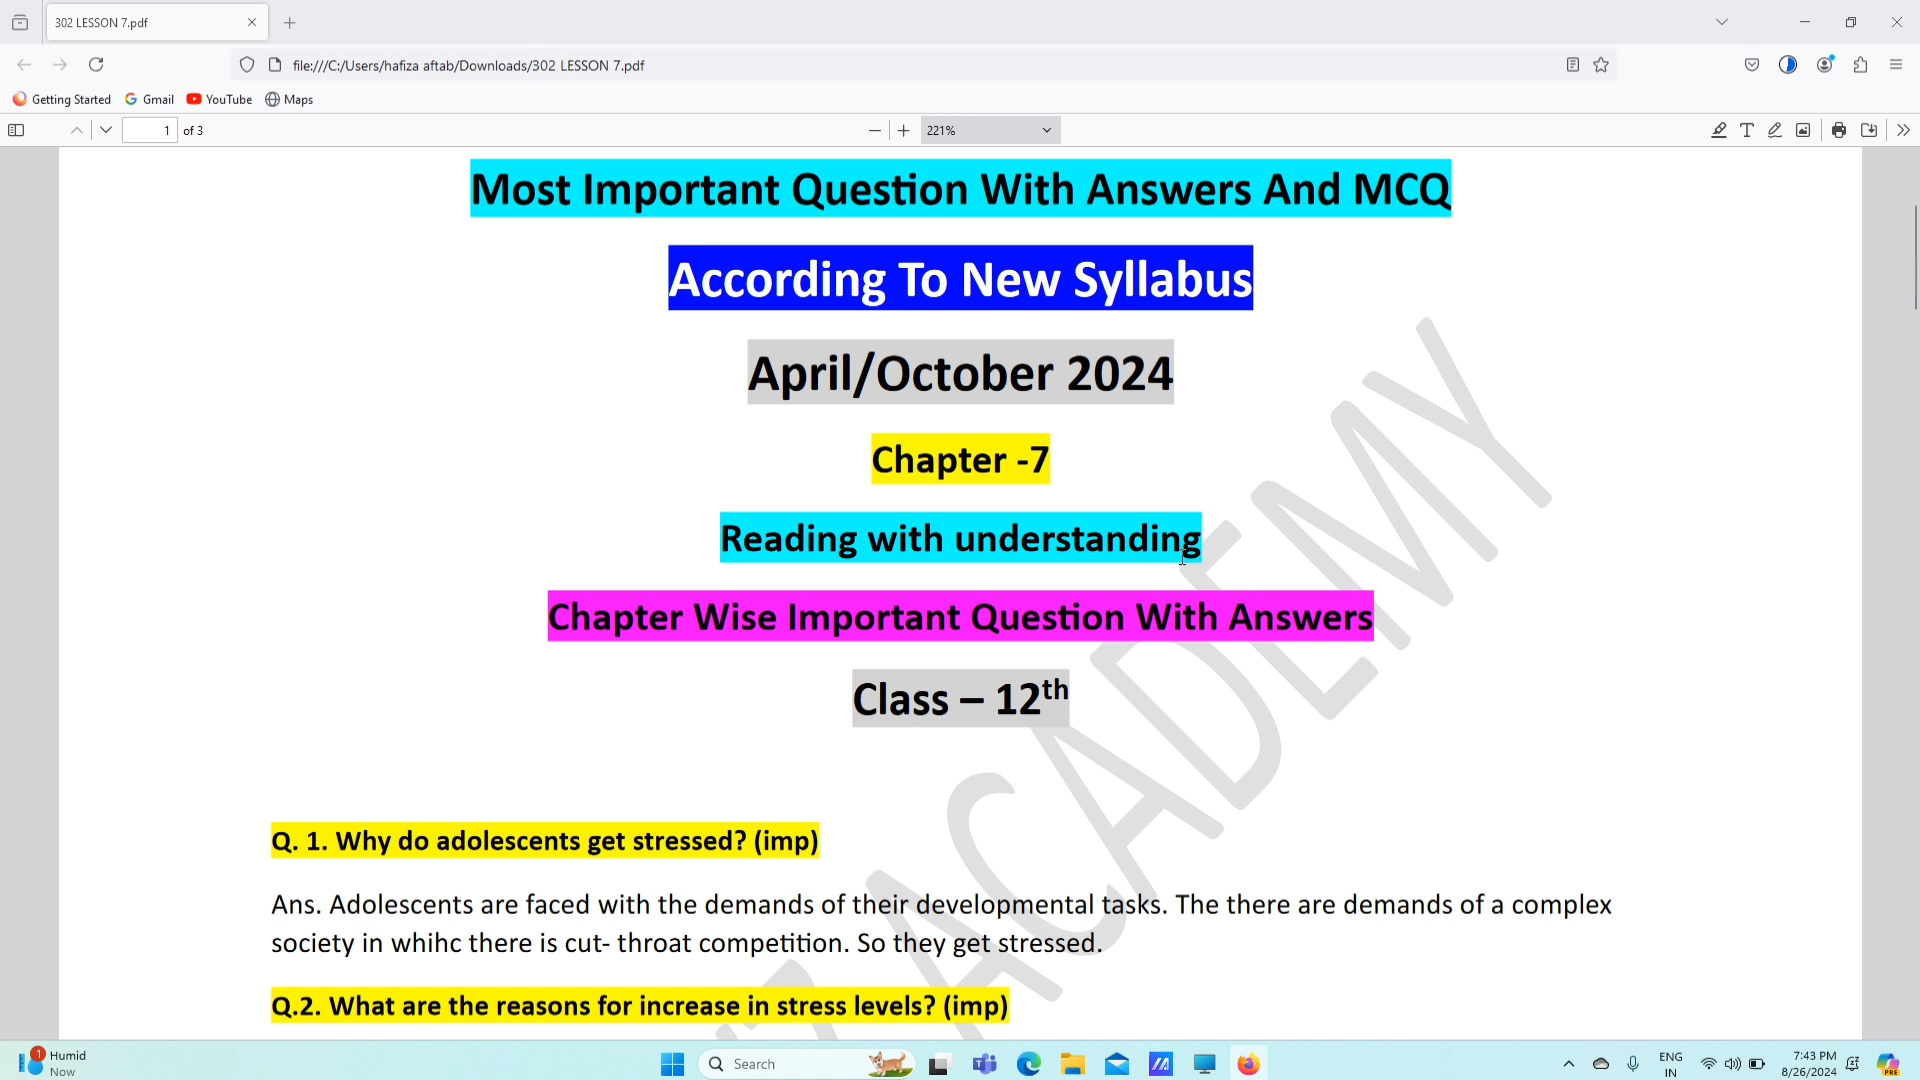 302 LESSON 7.pdf
file:///C:/Users/hafiza aftab/Downloads/302 LESSON 7.pdf
Getting Started Gmail YouTube Maps
1 of 3 221%
Most Important Question With Answers And MCQ
According To New Syllabus
April/October 2024
Chapter -7
Reading with understanding
Chapter Wise Important Question With Answers
Class – 12th
Q. 1. Why do adolescents get stressed? (imp)
Ans. Adolescents are faced with the demands of their developmental tasks. The there are demands of a complex
society in whihc there is cut- throat competition. So they get stressed.
Q.2. What are the reasons for increase in stress levels? (imp)
ACADEMY
1 Humid
Now
Search
ENG
IN
7:43 PM
8/26/2024
PRE